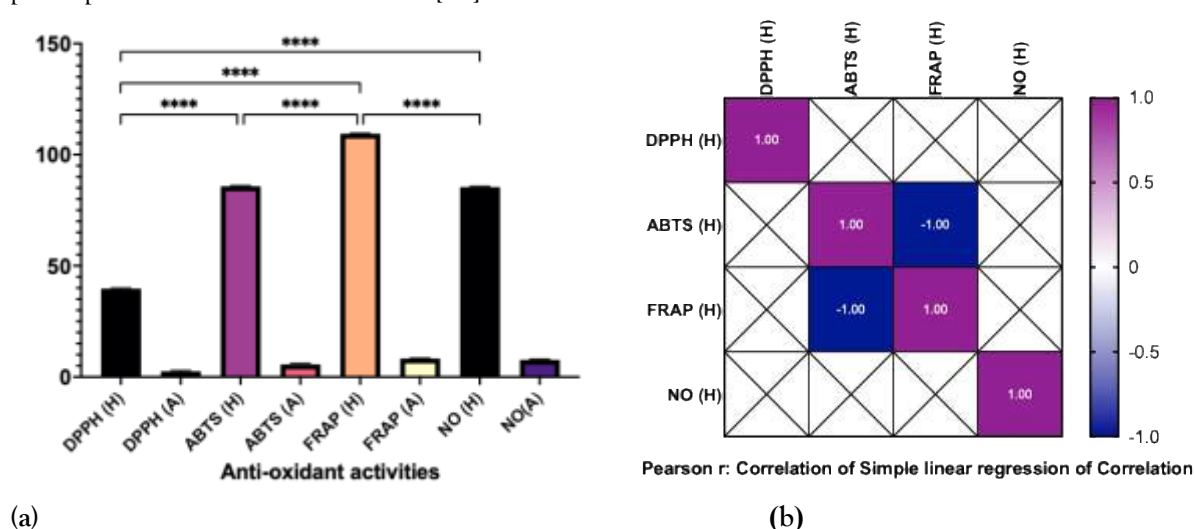 150
100
50
0
****
****
**** **** ****
DPPH (H)
DPPH (A)
ABTS (H)
ABTS (A)
FRAP (H)
FRAP (A)
NO (H)
NO(A)
Anti-oxidant activities
(a)
DPPH (H)
ABTS (H)
FRAP (H)
NO (H)
DPPH (H) 1.00
ABTS (H) 1.00 -1.00
FRAP (H) -1.00 1.00
NO (H) 1.00
1.0
0.5
0
-0.5
-1.0
Pearson r: Correlation of Simple linear regression of Correlation
(b)